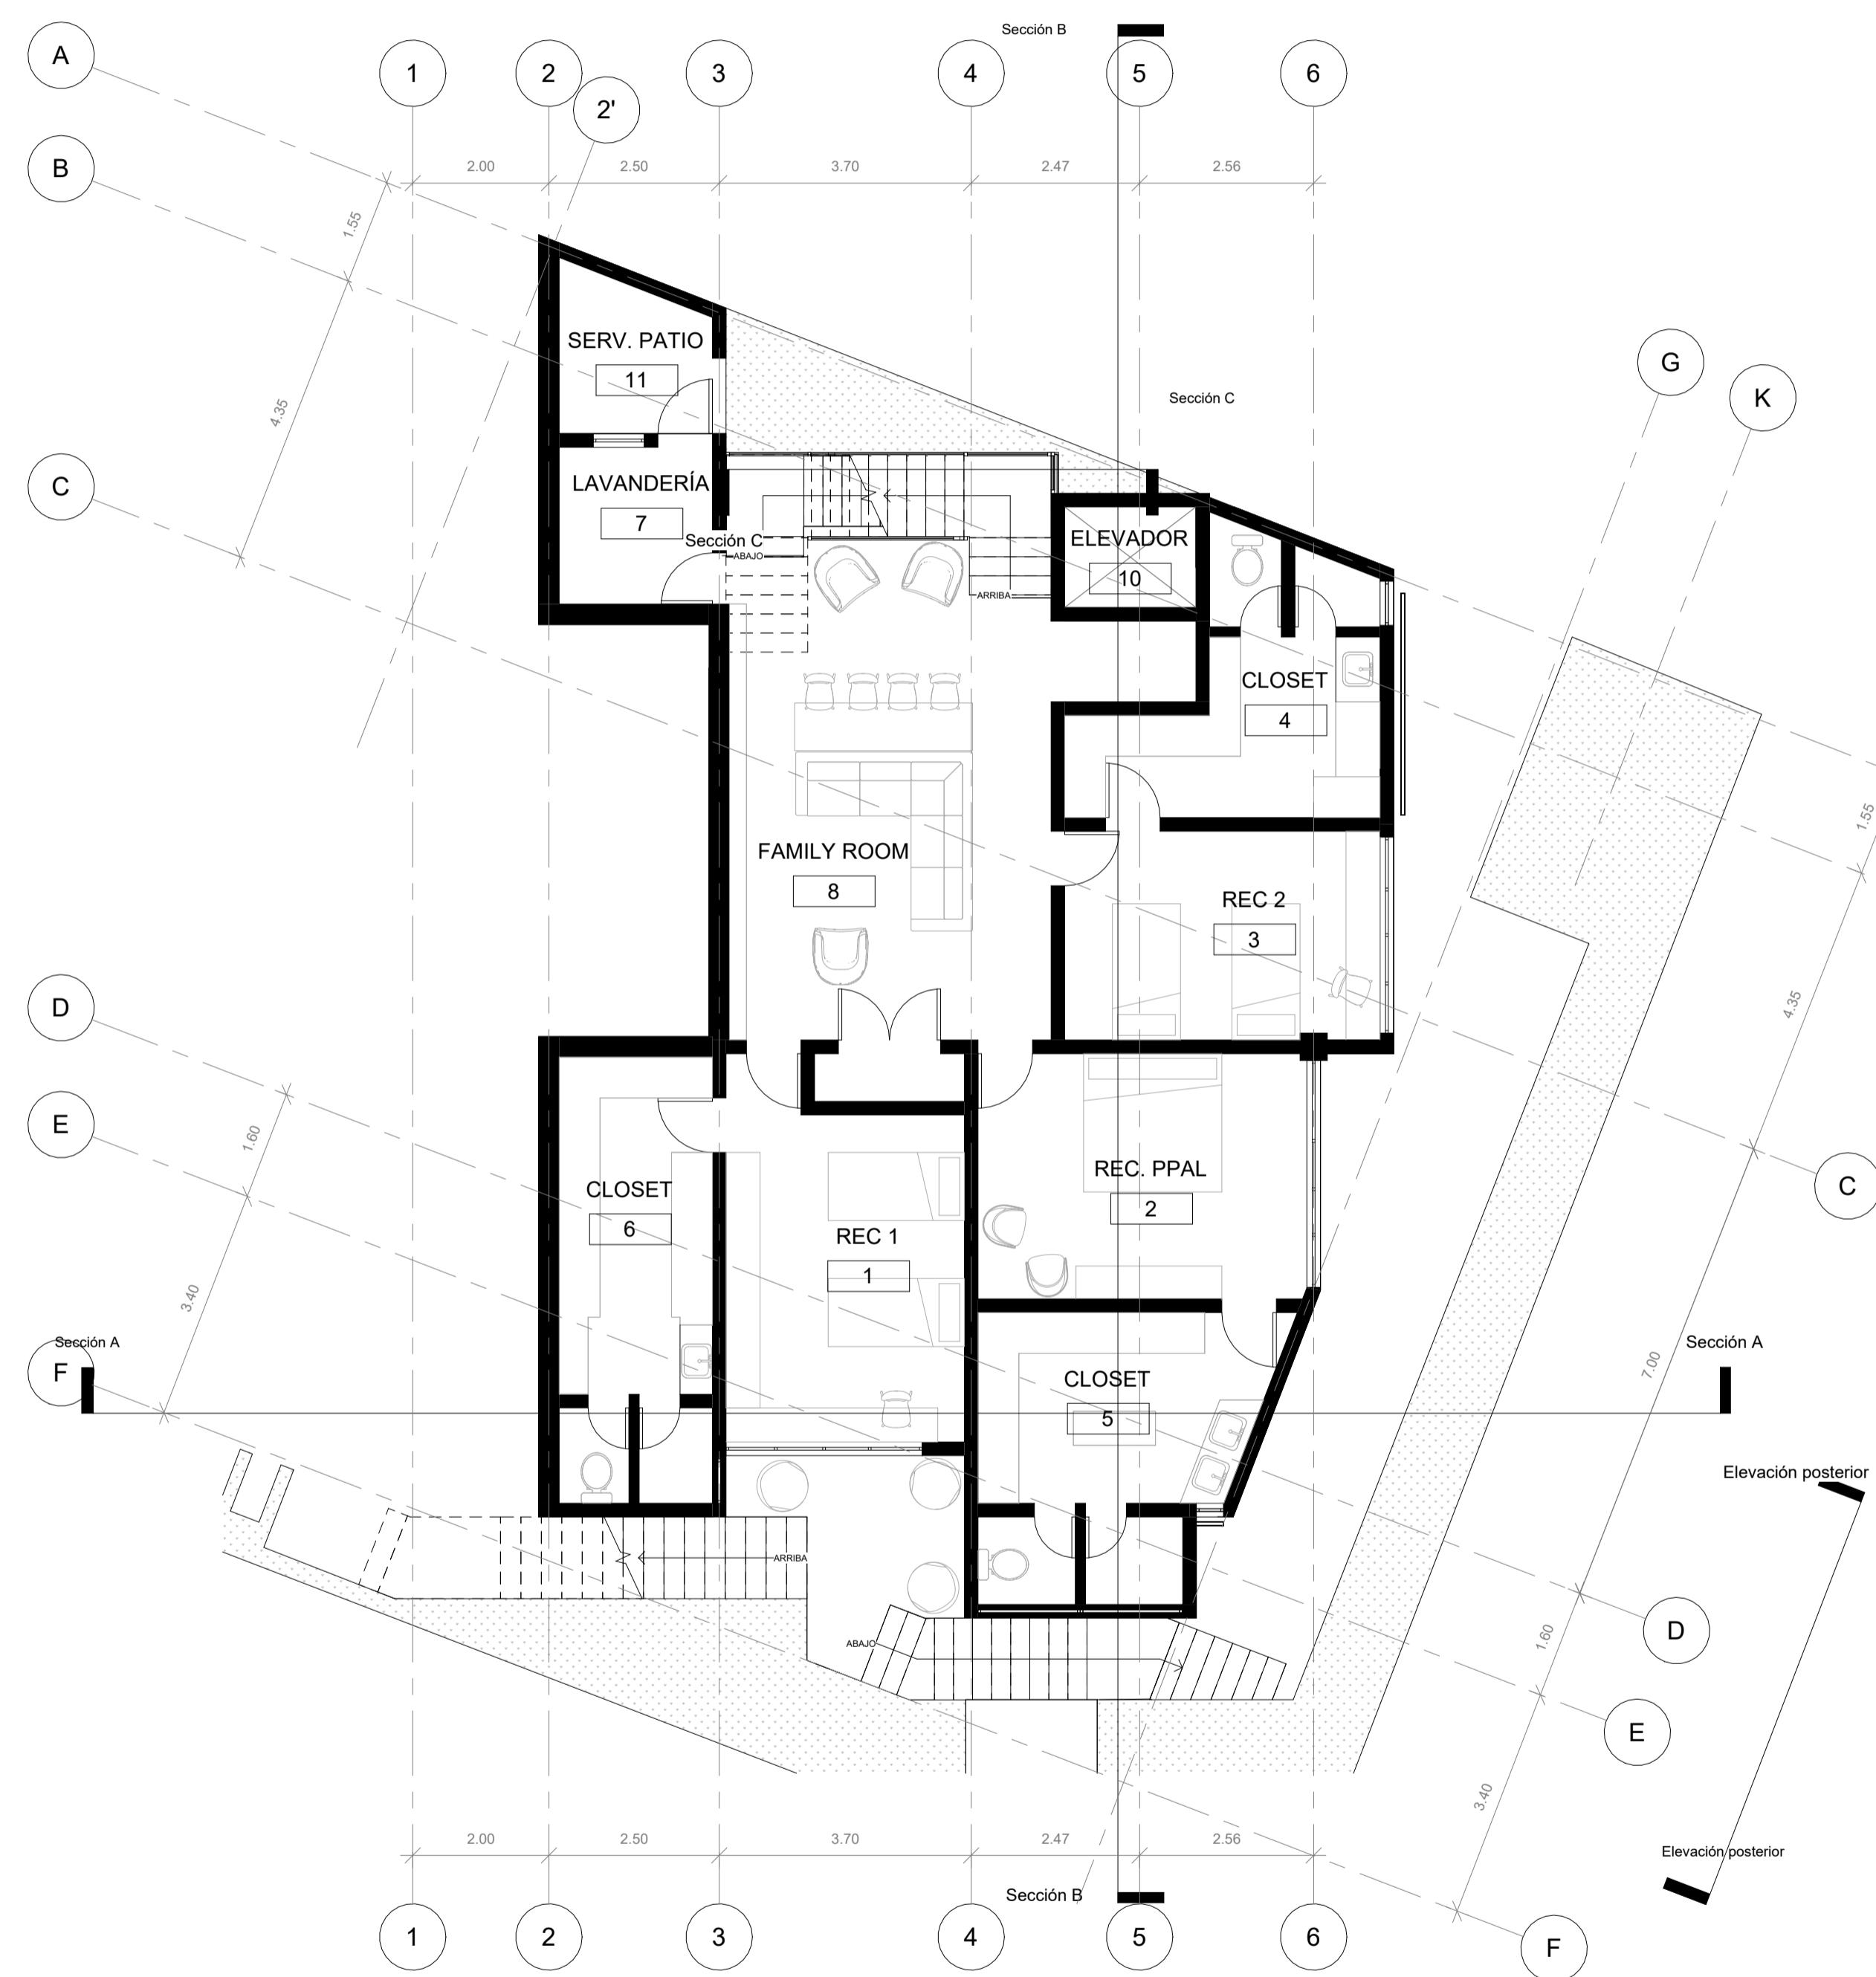 Sección B
A
1
2
3
4
5
6
2'
B
2.00
2.50
3.70
2.47
2.56
1.55
SERV. PATIO
11
G
K
Sección C
4.35
C
LAVANDERÍA
7
Sección C
ABAJO
ELEVADOR
10
ARRIBA
CLOSET
4
1.55
FAMILY ROOM
8
REC 2
3
D
4.35
E
1.60
REC. PPAL
2
C
CLOSET
6
REC 1
1
3.40
Sección A
F
Sección A
7.00
CLOSET
5
Elevación posterior
ARRIBA
ABAJO
D
1.60
E
3.40
2.00
2.50
3.70
2.47
2.56
Elevación posterior
Sección B
1
2
3
4
5
6
F